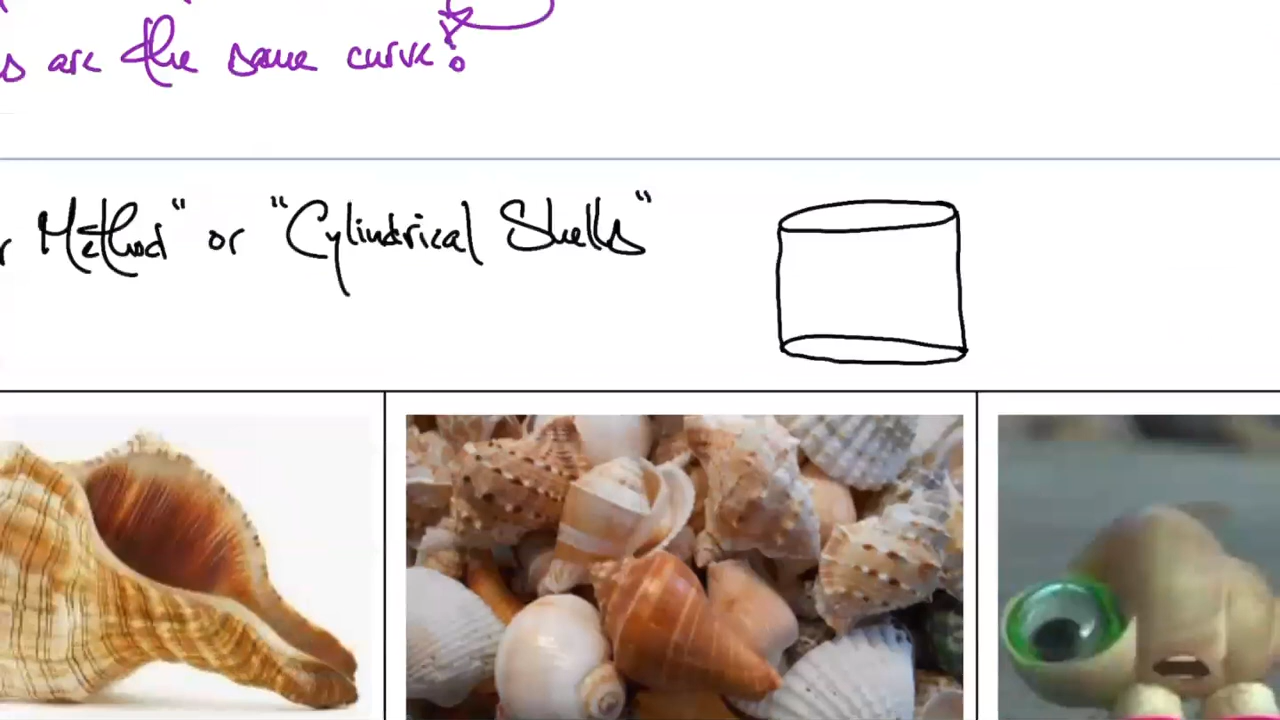 s are the same curve!
r Method" or "Cylindrical Shells"